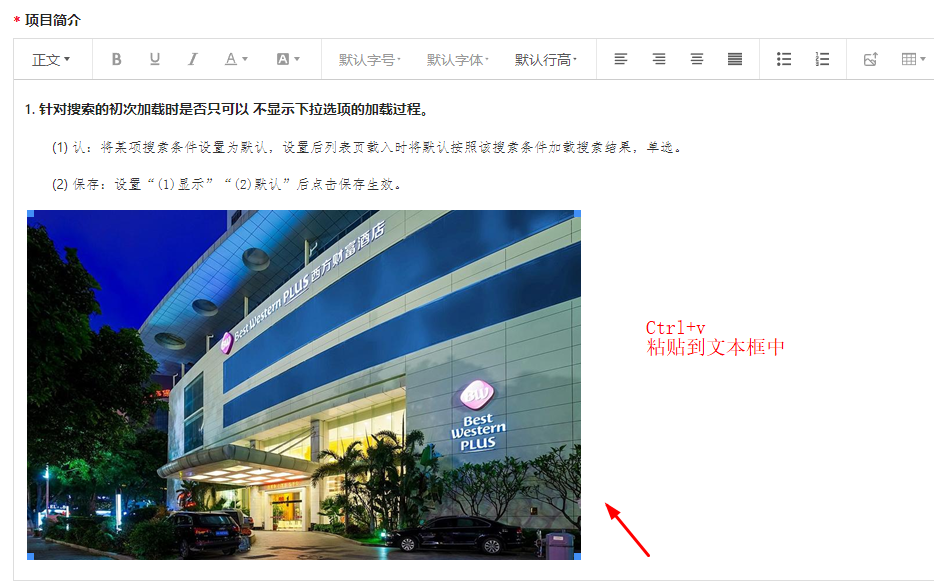 * 项目简介
正文 B U I A A 默认字号 默认字体 默认行高
1. 针对搜索的初次加载时是否只可以 不显示下拉选项的加载过程。
(1) 认：将某项搜索条件设置为默认，设置后列表页载入时将默认按照该搜索条件加载搜索结果，单选。
(2) 保存：设置“(1)显示”“(2)默认”后点击保存生效。
Best Western PLUS 西方财富酒店
BW
Best
Western
PLUS
Ctrl+v
粘贴到文本框中